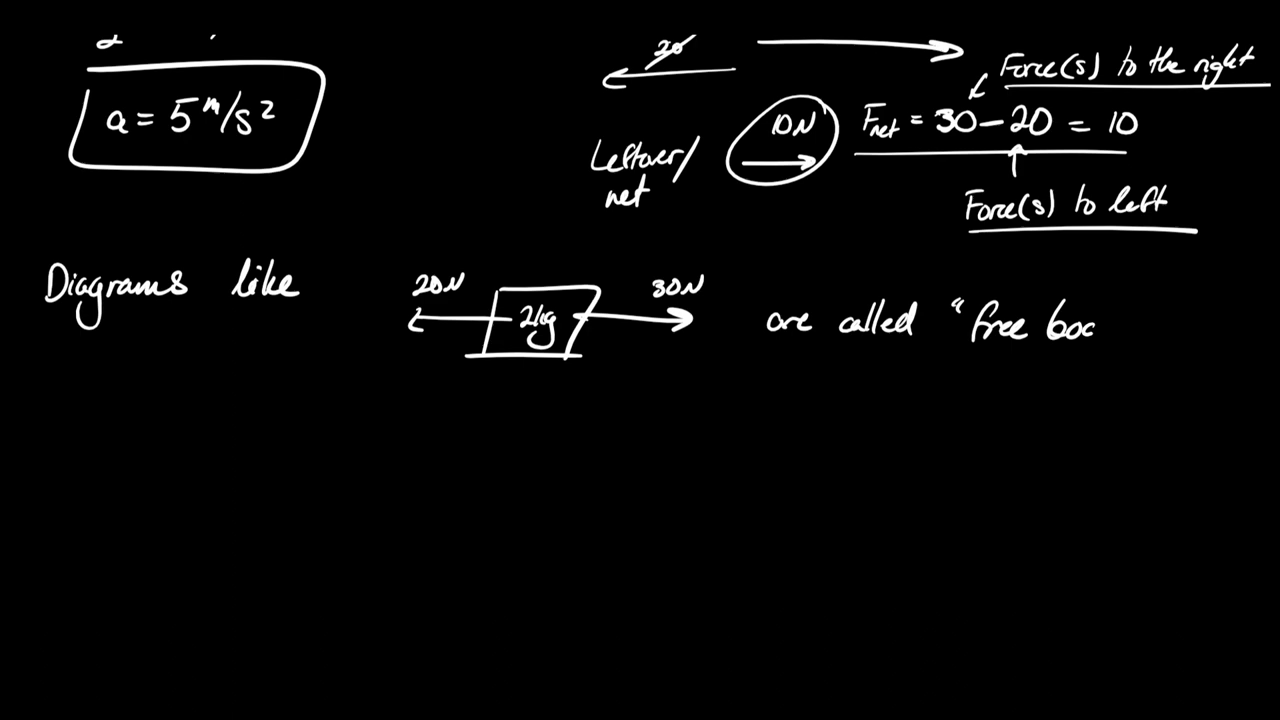 a = 5 m/s²
20
Force(s) to the right
10N
Fnet = 30 - 20 = 10
Leftover/
net
Force(s) to left
Diagrams like
20N
2kg
30N
are called "free boc